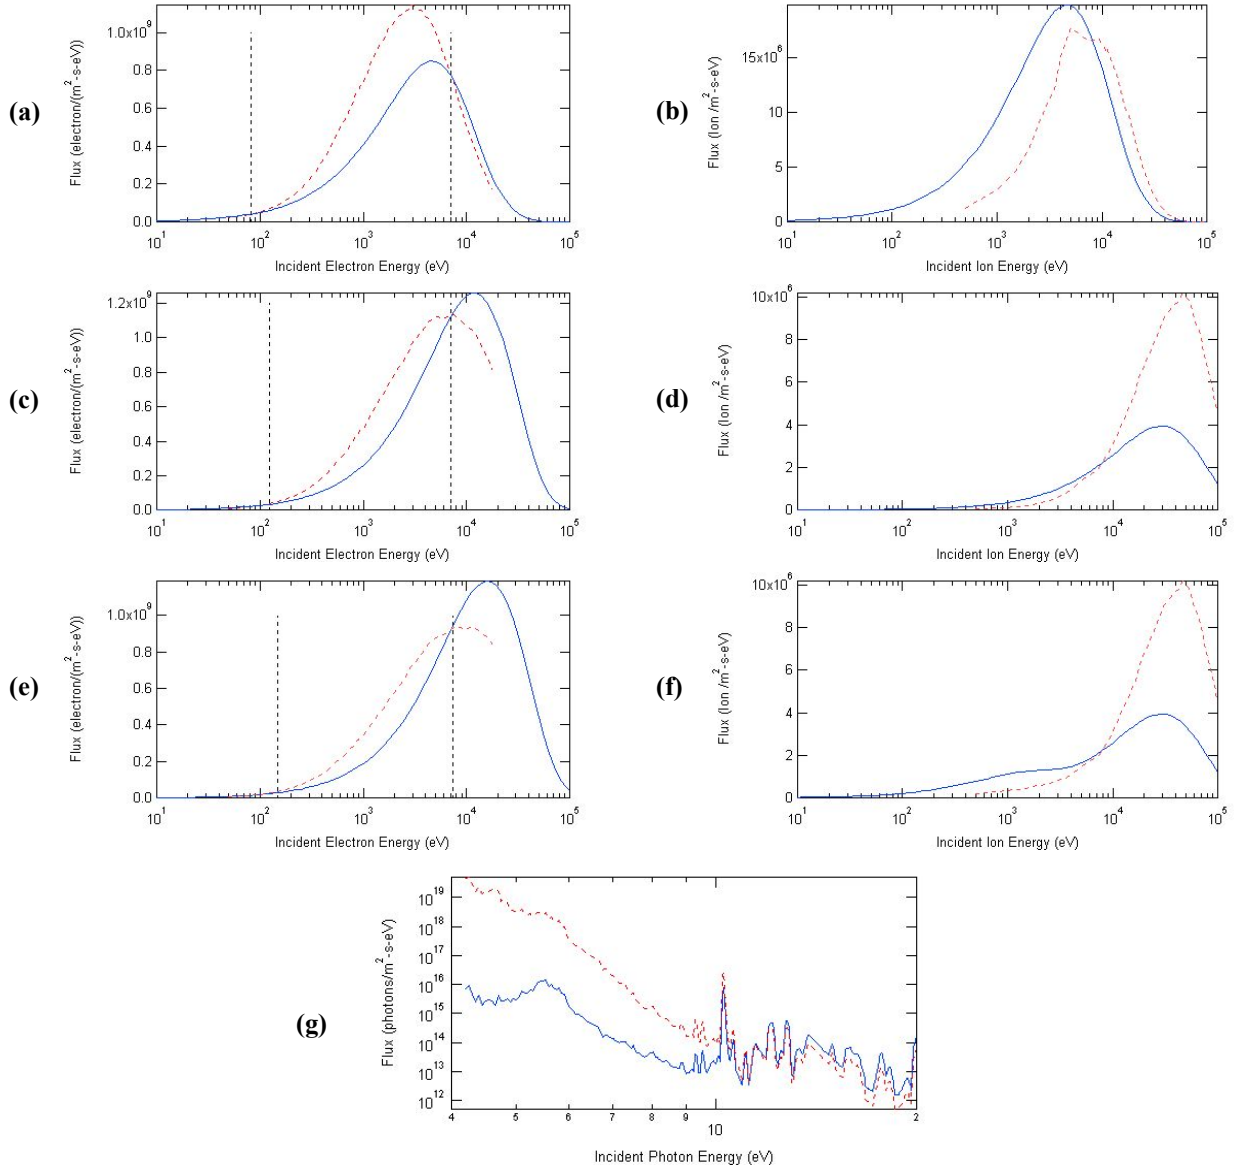 (a)
Flux (electron/(m²-s-eV))
1.0x10⁹
0.8
0.6
0.4
0.2
0.0
10¹ 10² 10³ 10⁴ 10⁵
Incident Electron Energy (eV)
(b)
Flux (Ion /m²-s-eV)
15x10⁶
10
5
0
10¹ 10² 10³ 10⁴ 10⁵
Incident Ion Energy (eV)
(c)
Flux (electron/(m²-s-eV))
1.2x10⁹
1.0
0.8
0.6
0.4
0.2
0.0
10¹ 10² 10³ 10⁴ 10⁵
Incident Electron Energy (eV)
(d)
Flux (Ion /m²-s-eV)
10x10⁶
8
6
4
2
0
10¹ 10² 10³ 10⁴ 10⁵
Incident Ion Energy (eV)
(e)
Flux (electron/(m²-s-eV))
1.0x10⁹
0.8
0.6
0.4
0.2
0.0
10¹ 10² 10³ 10⁴ 10⁵
Incident Electron Energy (eV)
(f)
Flux (Ion /m²-s-eV)
10x10⁶
8
6
4
2
0
10¹ 10² 10³ 10⁴ 10⁵
Incident Ion Energy (eV)
(g)
Flux (photons/m²-s-eV)
10¹⁹
10¹⁸
10¹⁷
10¹⁶
10¹⁵
10¹⁴
10¹³
10¹²
4 5 6 7 8 9 10 2
Incident Photon Energy (eV)